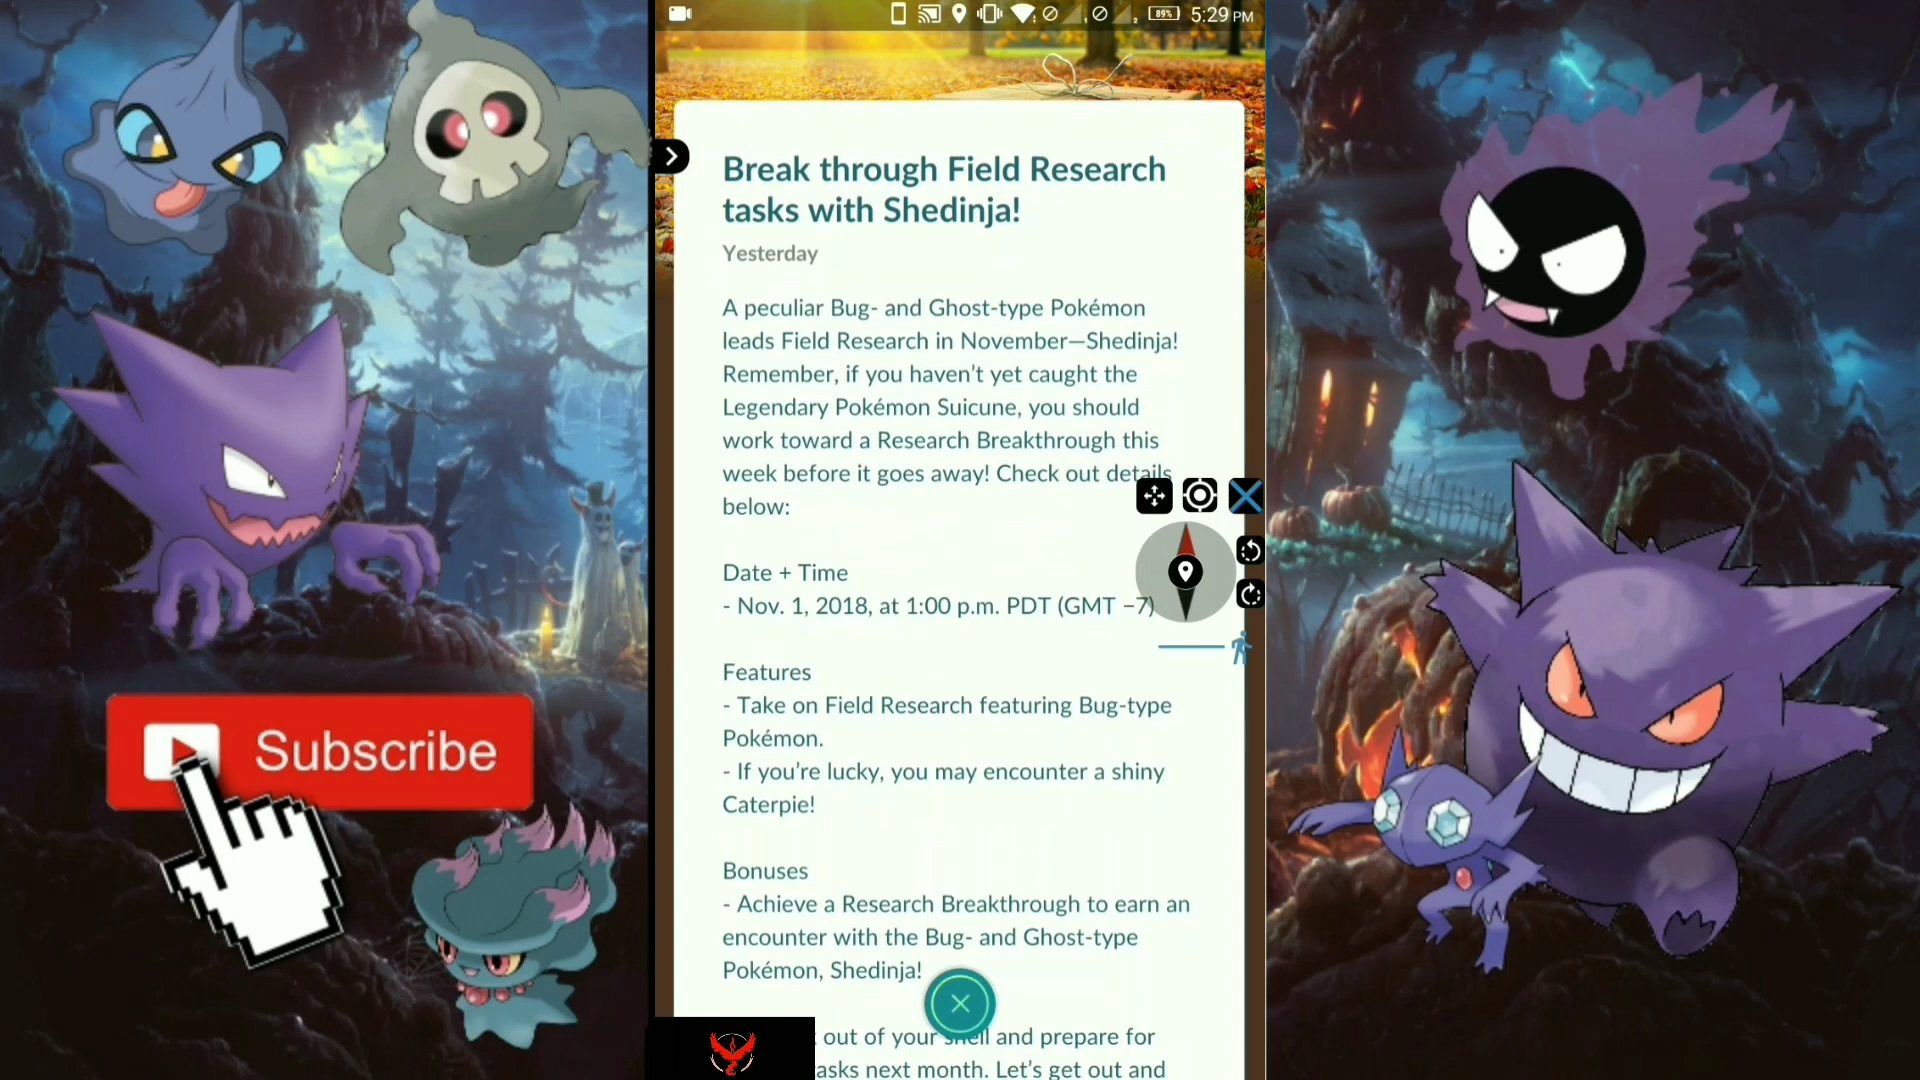 89% 5:29 PM
Break through Field Research
tasks with Shedinja!
Yesterday
A peculiar Bug- and Ghost-type Pokémon
leads Field Research in November—Shedinja!
Remember, if you haven't yet caught the
Legendary Pokémon Suicune, you should
work toward a Research Breakthrough this
week before it goes away! Check out details
below:
Date + Time
- Nov. 1, 2018, at 1:00 p.m. PDT (GMT −7)
Features
- Take on Field Research featuring Bug-type
Pokémon.
- If you're lucky, you may encounter a shiny
Caterpie!
Bonuses
- Achieve a Research Breakthrough to earn an
encounter with the Bug- and Ghost-type
Pokémon, Shedinja!
out of your shell and prepare for
asks next month. Let's get out and
Subscribe